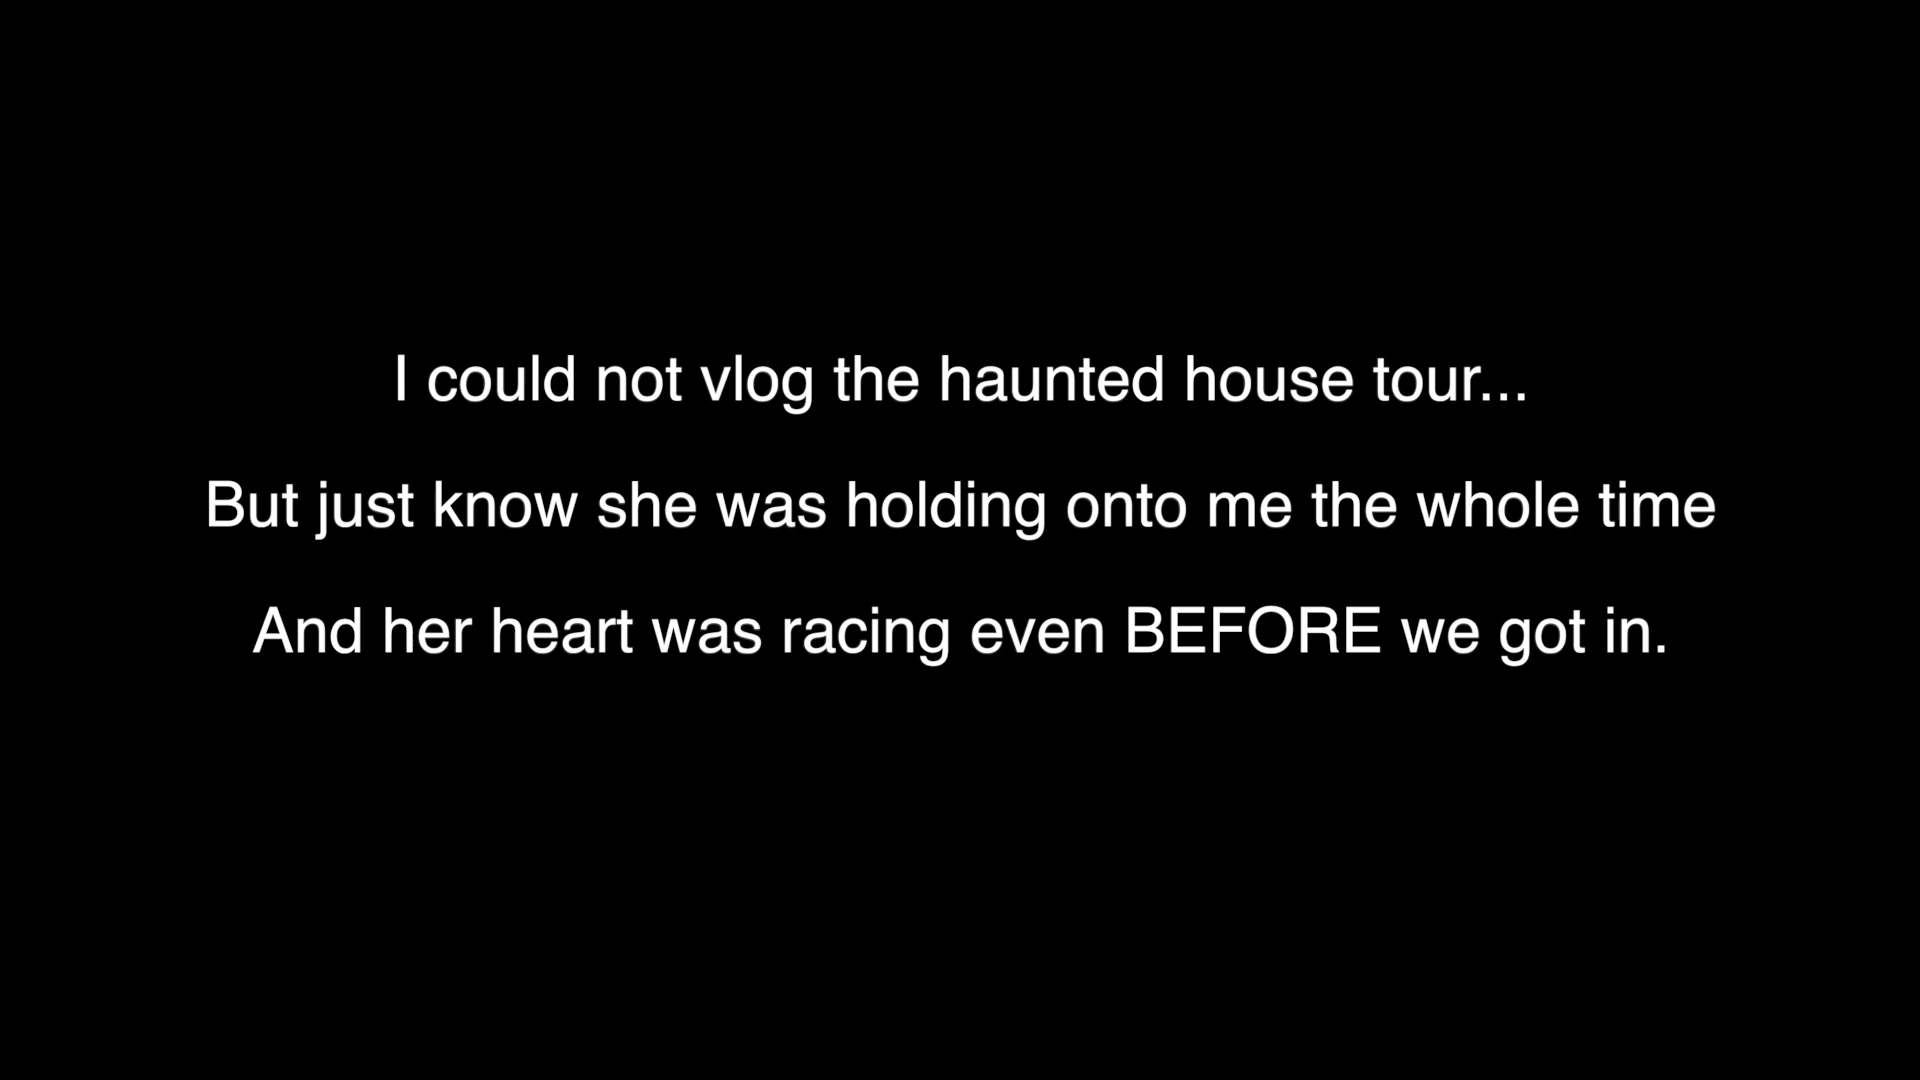 I could not vlog the haunted house tour...
But just know she was holding onto me the whole time
And her heart was racing even BEFORE we got in.